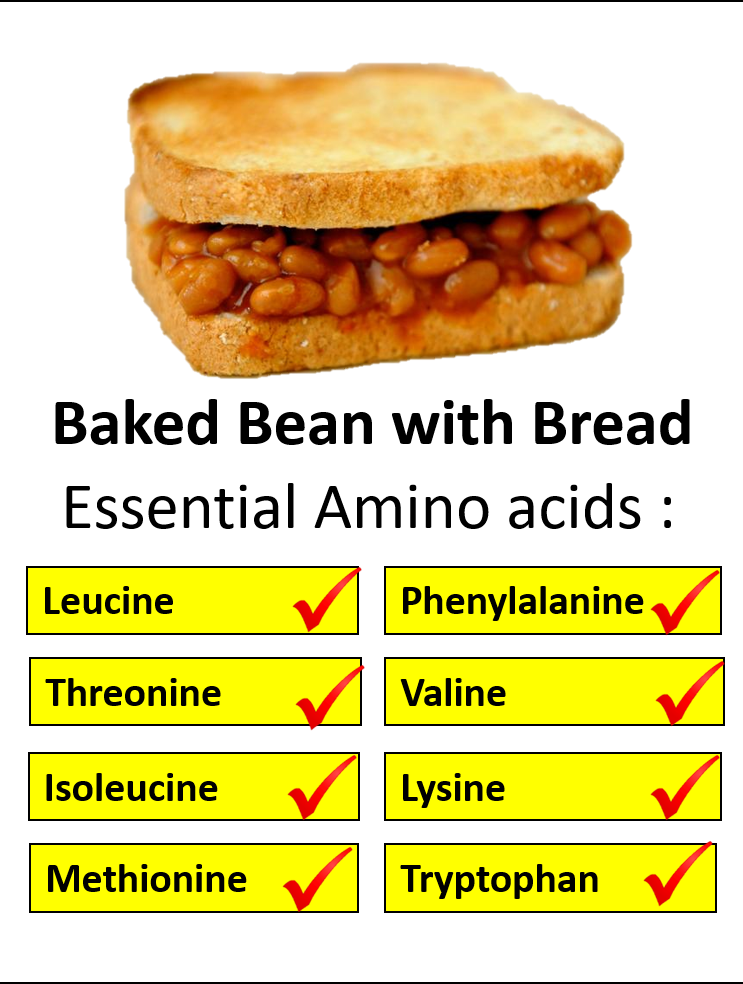 Baked Bean with Bread
Essential Amino acids :
Leucine
Phenylalanine
Threonine
Valine
Isoleucine
Lysine
Methionine
Tryptophan